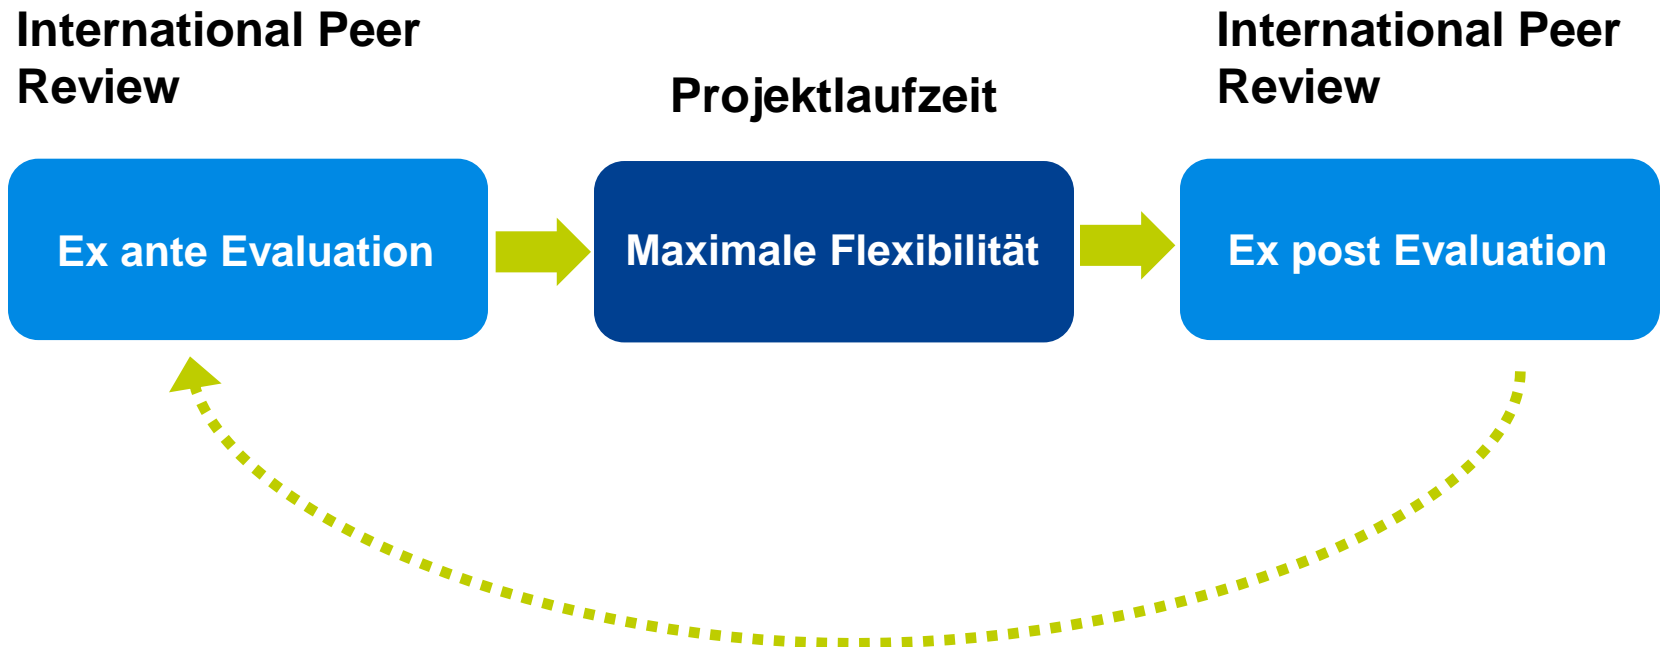 International Peer
Review
Projektlaufzeit
International Peer
Review
Ex ante Evaluation
Maximale Flexibilität
Ex post Evaluation